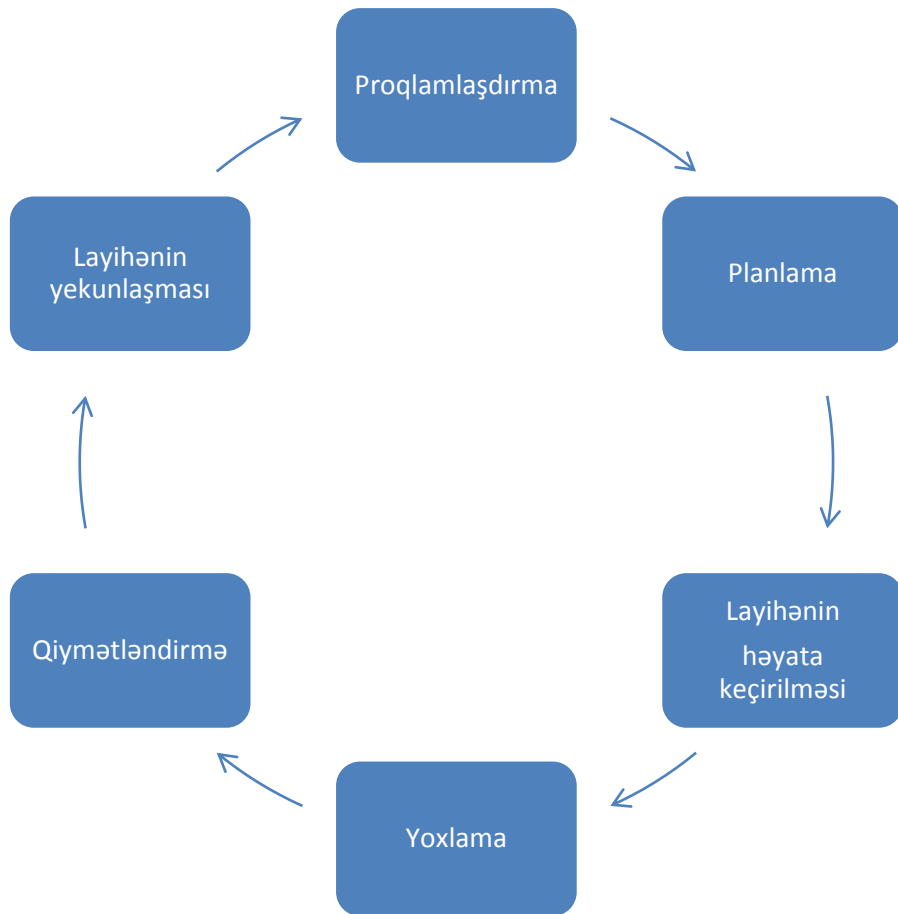 Proqlamlaşdırma
Planlama
Layihənin
həyata
keçirilməsi
Yoxlama
Qiymətləndirmə
Layihənin
yekunlaşması